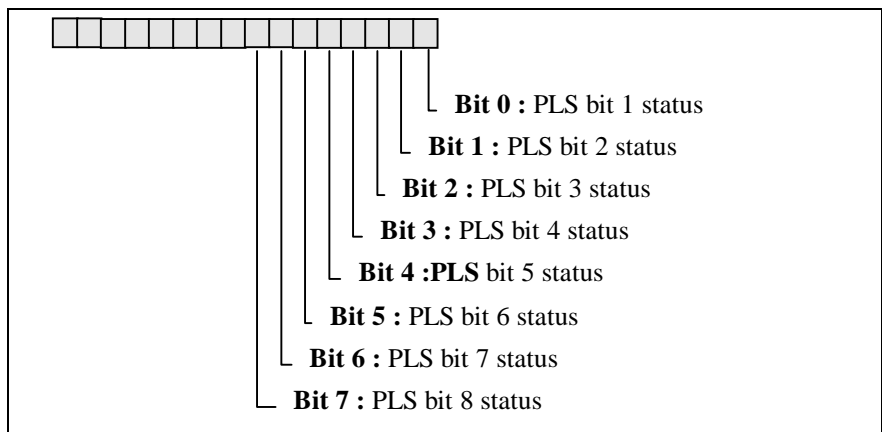 Bit 0 : PLS bit 1 status
Bit 1 : PLS bit 2 status
Bit 2 : PLS bit 3 status
Bit 3 : PLS bit 4 status
Bit 4 :PLS bit 5 status
Bit 5 : PLS bit 6 status
Bit 6 : PLS bit 7 status
Bit 7 : PLS bit 8 status